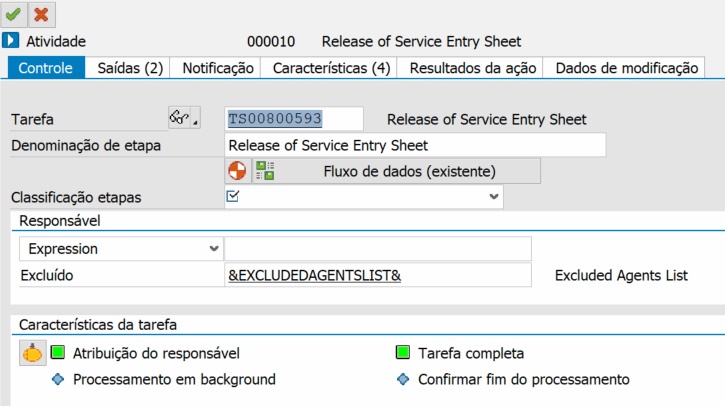 Atividade 000010 Release of Service Entry Sheet
Controle Saídas (2) Notificação Características (4) Resultados da ação Dados de modificação
Tarefa TS00800593 Release of Service Entry Sheet
Denominação de etapa Release of Service Entry Sheet
Fluxo de dados (existente)
Classificação etapas
Responsável
Expression
Excluído &EXCLUDEDAGENTSLIST& Excluded Agents List
Características da tarefa
Atribuição do responsável Tarefa completa
Processamento em background Confirmar fim do processamento